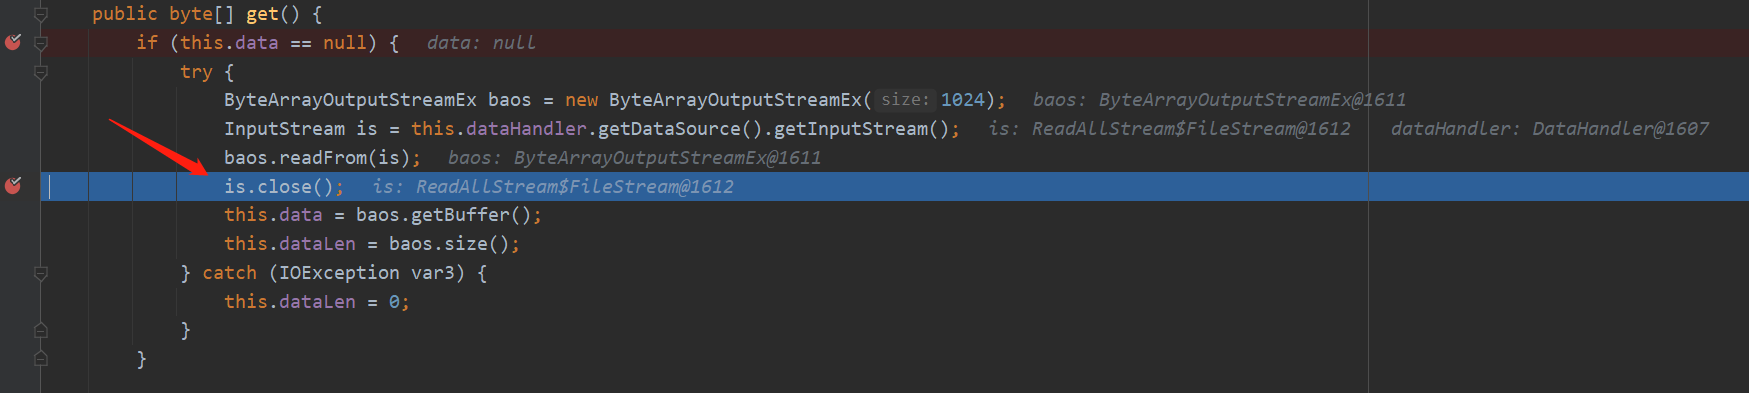 public byte[] get() {
if (this.data == null) { data: null
try {
ByteArrayOutputStreamEx baos = new ByteArrayOutputStreamEx( size: 1024); baos: ByteArrayOutputStreamEx@1611
InputStream is = this.dataHandler.getDataSource().getInputStream(); is: ReadAllStream$FileStream@1612 dataHandler: DataHandler@1607
baos.readFrom(is); baos: ByteArrayOutputStreamEx@1611
is.close(); is: ReadAllStream$FileStream@1612
this.data = baos.getBuffer();
this.dataLen = baos.size();
} catch (IOException var3) {
this.dataLen = 0;
}
}